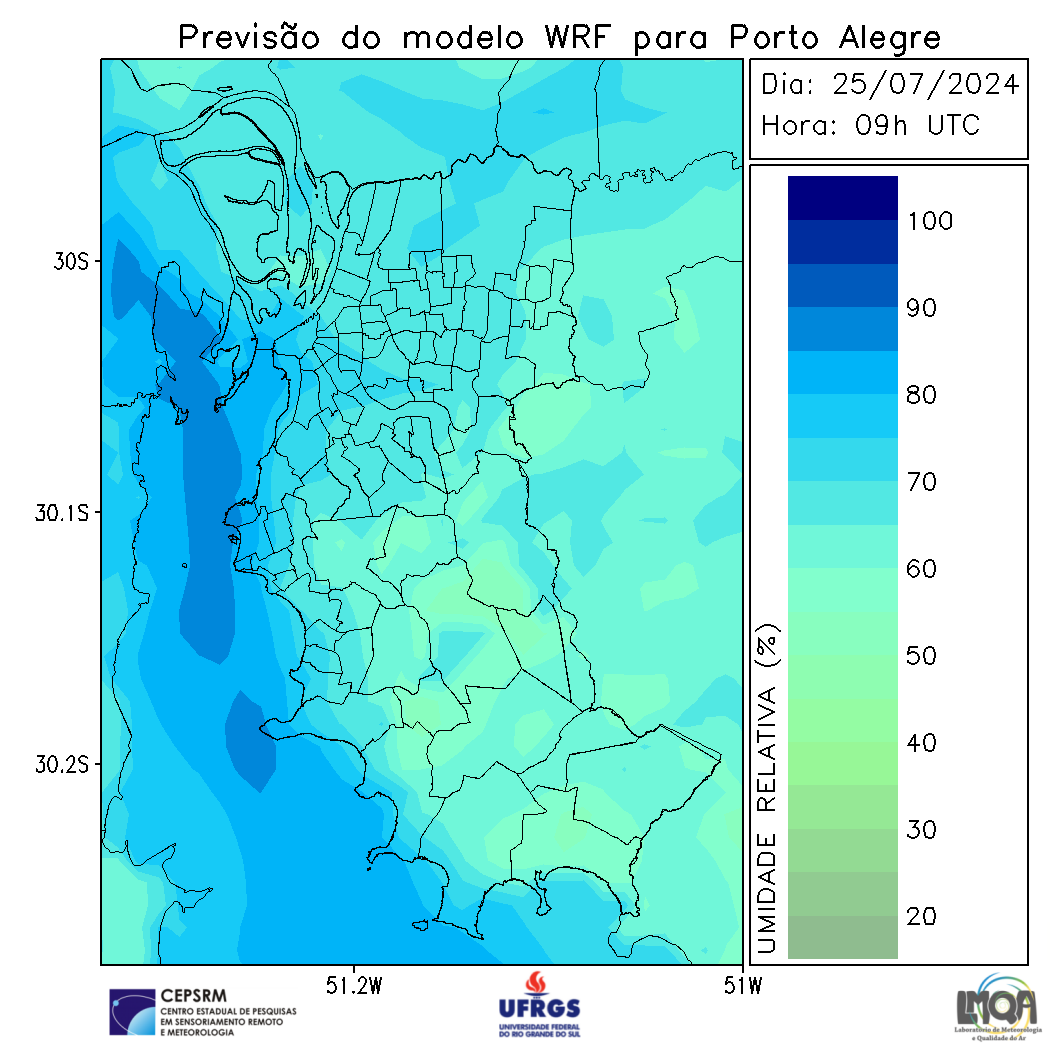 Previsão do modelo WRF para Porto Alegre
Dia: 25/07/2024
Hora: 09h UTC
30S
30.1S
30.2S
51.2W
51W
100
90
80
70
60
50
40
30
20
UMIDADE RELATIVA (%)
CEPSRM
CENTRO ESTADUAL DE PESQUISAS
EM SENSORIAMENTO REMOTO
E METEOROLOGIA
UFRGS
UNIVERSIDADE FEDERAL
DO RIO GRANDE DO SUL
LMQA
Laboratório de Meteorologia
e Qualidade do Ar